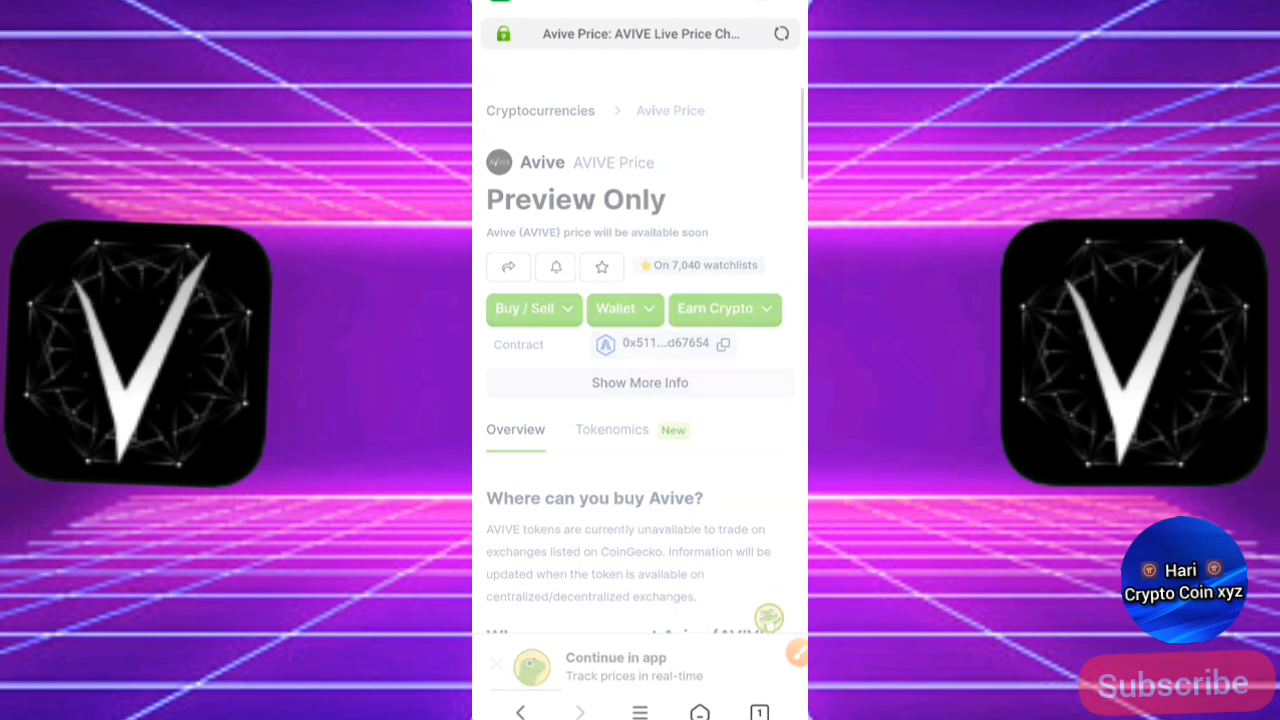 Avive Price: AVIVE Live Price Ch...
Cryptocurrencies > Avive Price
Avive AVIVE Price
Preview Only
Avive (AVIVE) price will be available soon
On 7,040 watchlists
Buy / Sell Wallet Earn Crypto
Contract 0x511...d67654
Show More Info
Overview Tokenomics New
Where can you buy Avive?
AVIVE tokens are currently unavailable to trade on
exchanges listed on CoinGecko. Information will be
updated when the token is available on
centralized/decentralized exchanges.
Continue in app
Track prices in real-time
1
Hari
Crypto Coin xyz
Subscribe